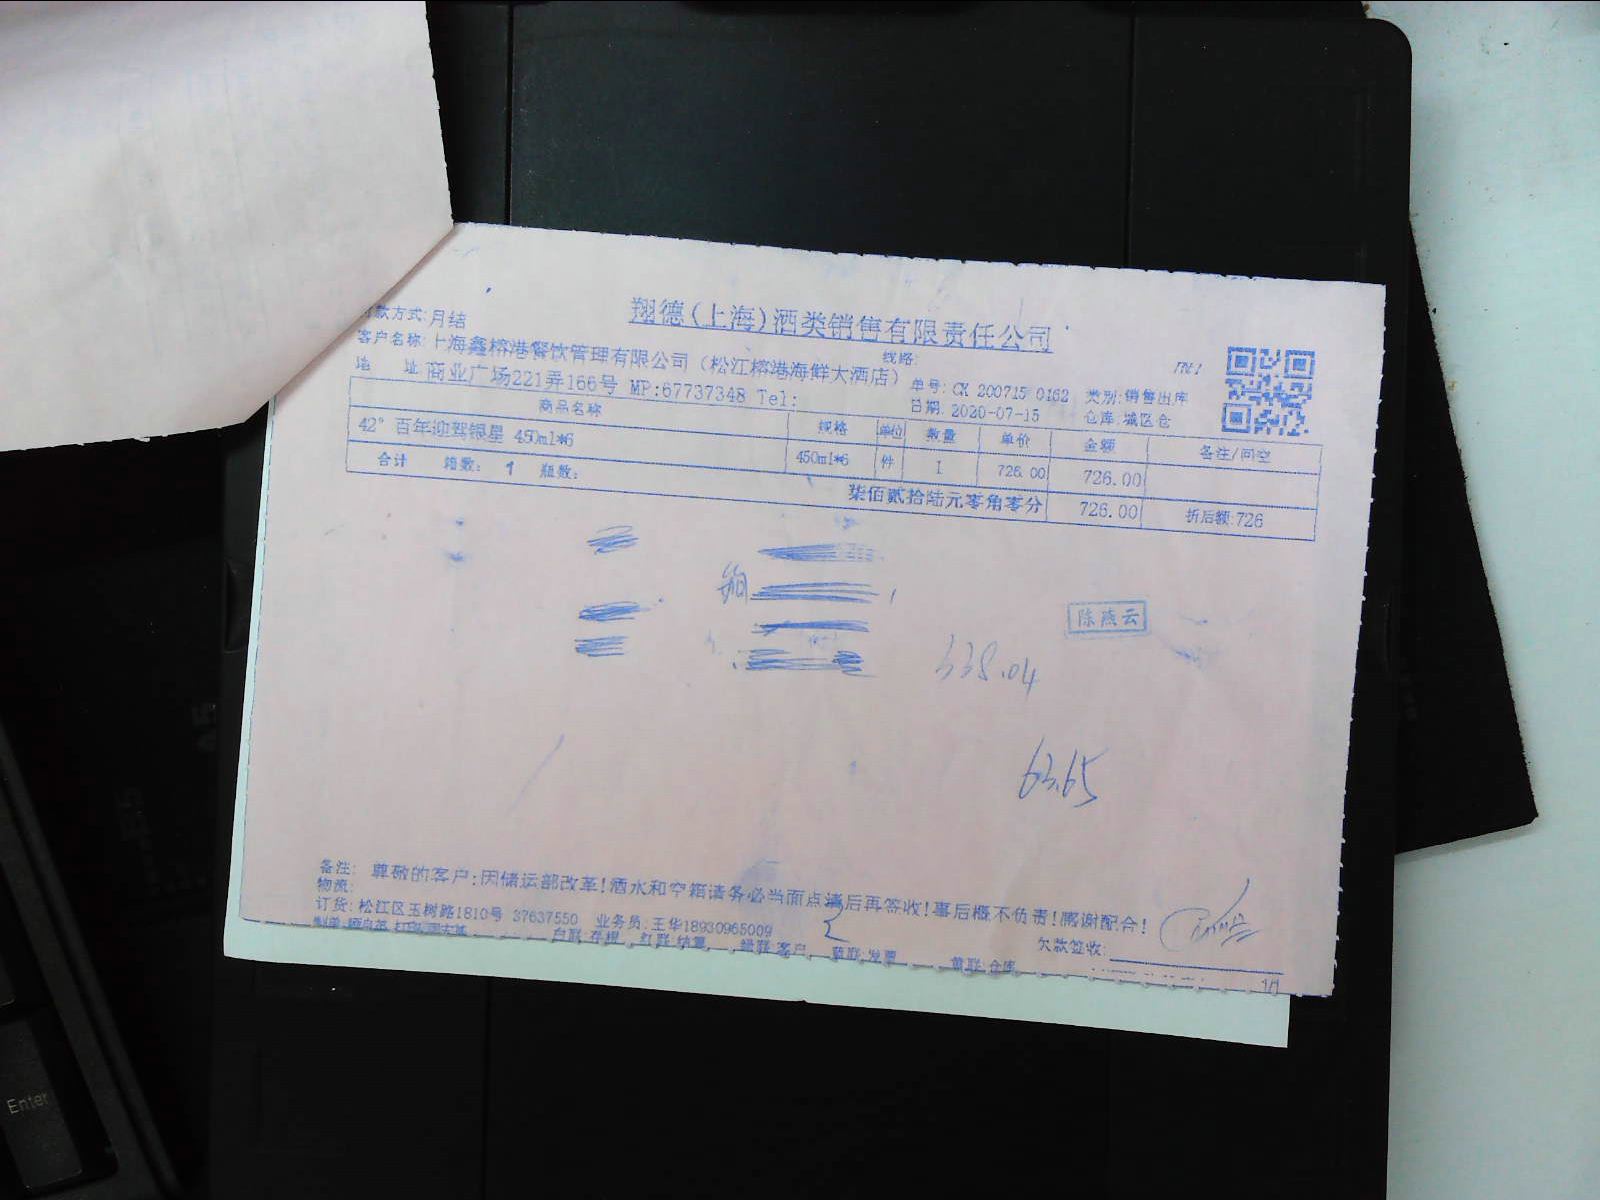 翔德(上海)酒类销售有限责任公司
付款方式:月结
客户名称:上海鑫榕港餐饮管理有限公司(松江榕港海鲜大酒店) 线路:
地 址 商业广场221弄166号 MP:67737348 Tel:
单号: CK 200715 0162 类别:销售出库
日期: 2020-07-15 仓库:城区仓
商品名称 规格 单位 数量 单价 金额 备注/回空
42° 百年迎驾银星 450ml*6 450ml*6 件 1 726.00 726.00
合计 箱数: 1 瓶数: 柒佰贰拾陆元零角零分 726.00 折后额:726
陈燕云
338.04
63.65
备注: 尊敬的客户:因储运部改革!酒水和空箱请务必当面点清后再签收!事后概不负责!感谢配合!
物流:
订货:松江区玉树路1810号 37637550 业务员:王华18930965009
欠款签收:
白联:存根 红联:结算 绿联:客户 蓝联:发票 黄联:仓库
1/1
Enter